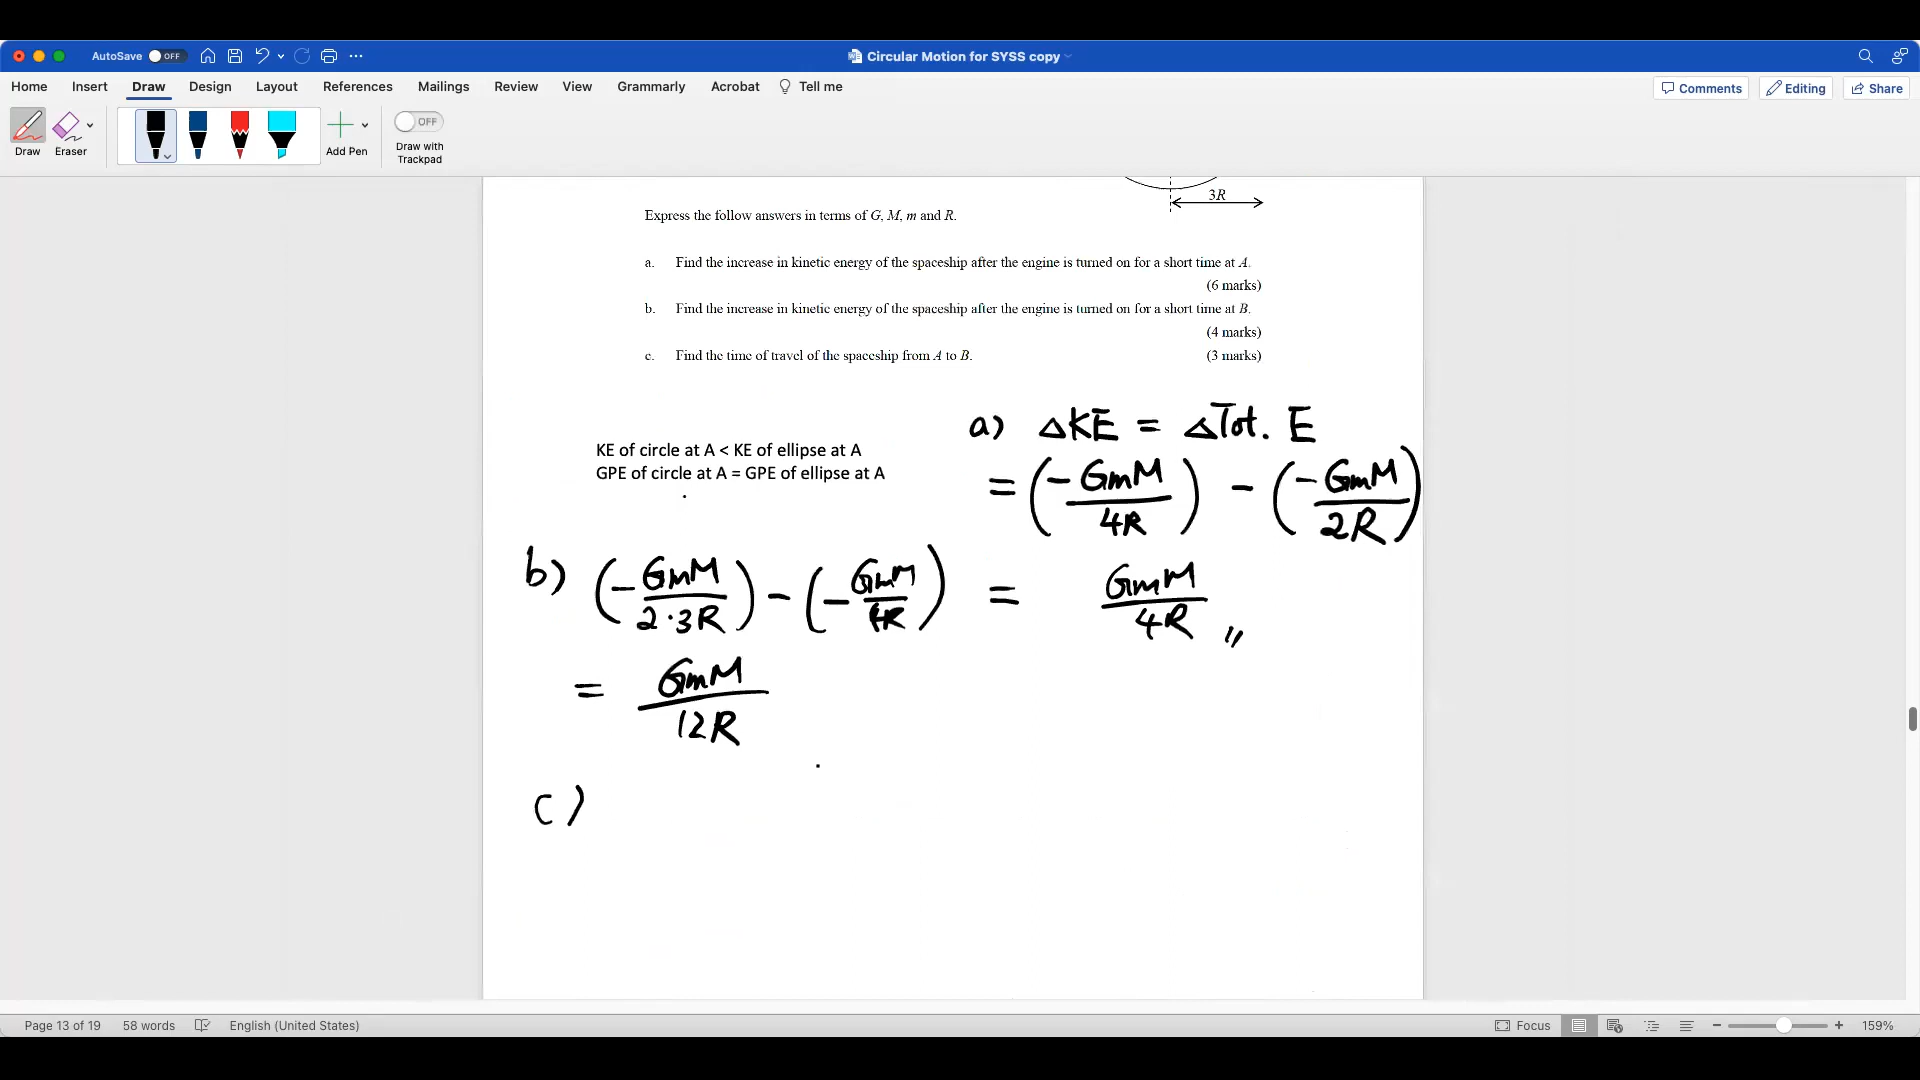 AutoSave OFF
Circular Motion for SYSS copy
Home Insert Draw Design Layout References Mailings Review View Grammarly Acrobat Tell me
Comments Editing Share
Draw Eraser Add Pen OFF Draw with Trackpad
3R
Express the follow answers in terms of G, M, m and R.
a. Find the increase in kinetic energy of the spaceship after the engine is turned on for a short time at A.
(6 marks)
b. Find the increase in kinetic energy of the spaceship after the engine is turned on for a short time at B.
(4 marks)
c. Find the time of travel of the spaceship from A to B. (3 marks)
a) ΔKE = ΔTot. E
KE of circle at A < KE of ellipse at A
GPE of circle at A = GPE of ellipse at A
= (-GmM/4R) - (-GmM/2R)
= GmM/4R
b) (-GmM/2·3R) - (-GmM/4R)
= GmM/12R
c)
Page 13 of 19 58 words English (United States) Focus 159%